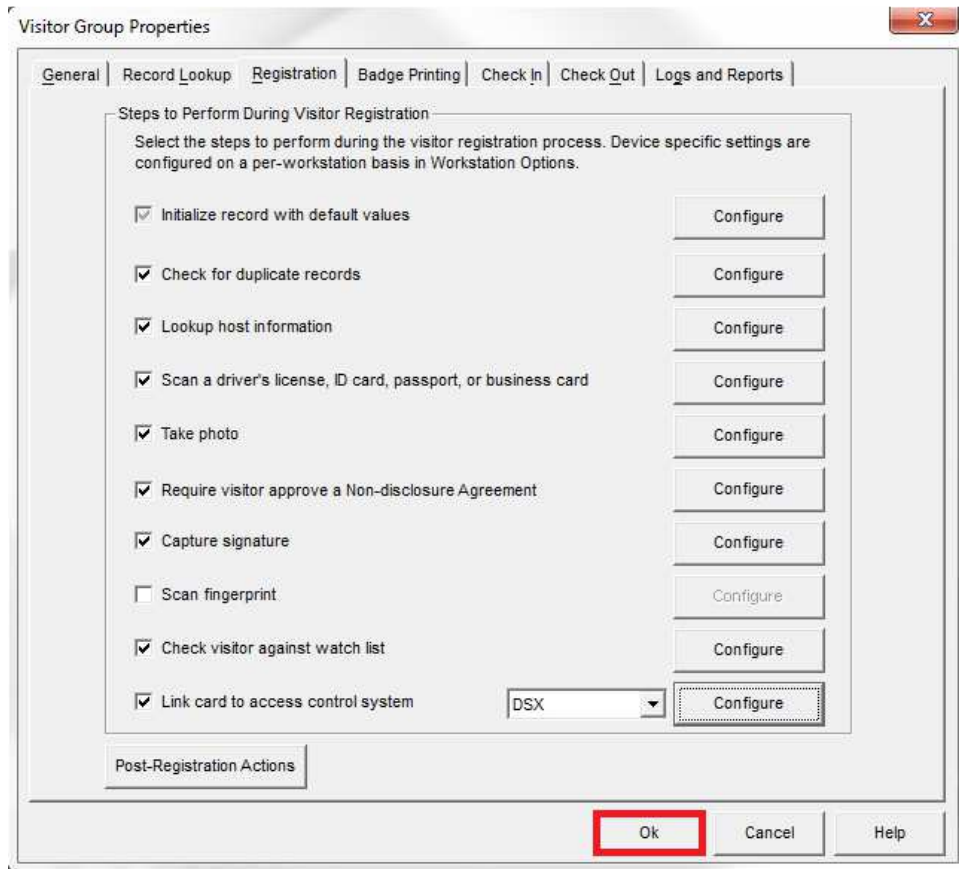 Visitor Group Properties
General Record Lookup Registration Badge Printing Check In Check Out Logs and Reports
Steps to Perform During Visitor Registration
Select the steps to perform during the visitor registration process. Device specific settings are
configured on a per-workstation basis in Workstation Options.
Initialize record with default values Configure
Check for duplicate records Configure
Lookup host information Configure
Scan a driver's license, ID card, passport, or business card Configure
Take photo Configure
Require visitor approve a Non-disclosure Agreement Configure
Capture signature Configure
Scan fingerprint Configure
Check visitor against watch list Configure
Link card to access control system DSX Configure
Post-Registration Actions
Ok Cancel Help